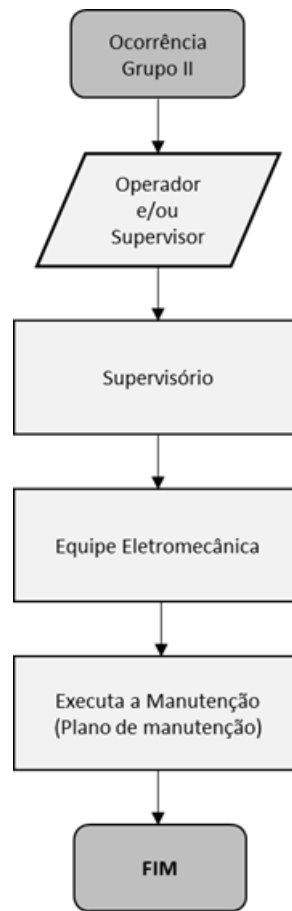 Ocorrência
Grupo II
Operador
e/ou
Supervisor
Supervisório
Equipe Eletromecânica
Executa a Manutenção
(Plano de manutenção)
FIM